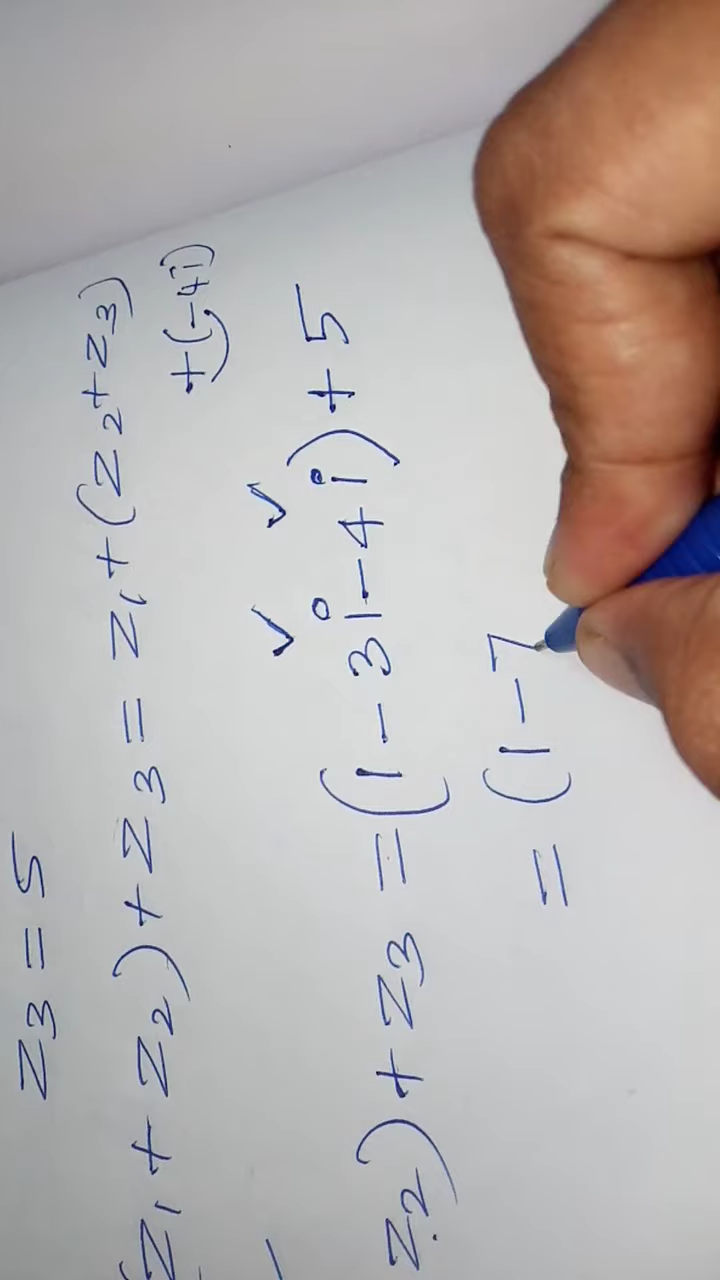 z₃ = 5
(z₁ + z₂) + z₃ = z₁ + (z₂ + z₃)
+(-4i)
z₂) + z₃ = (1 - 3i - 4i) + 5
= (1 - 7